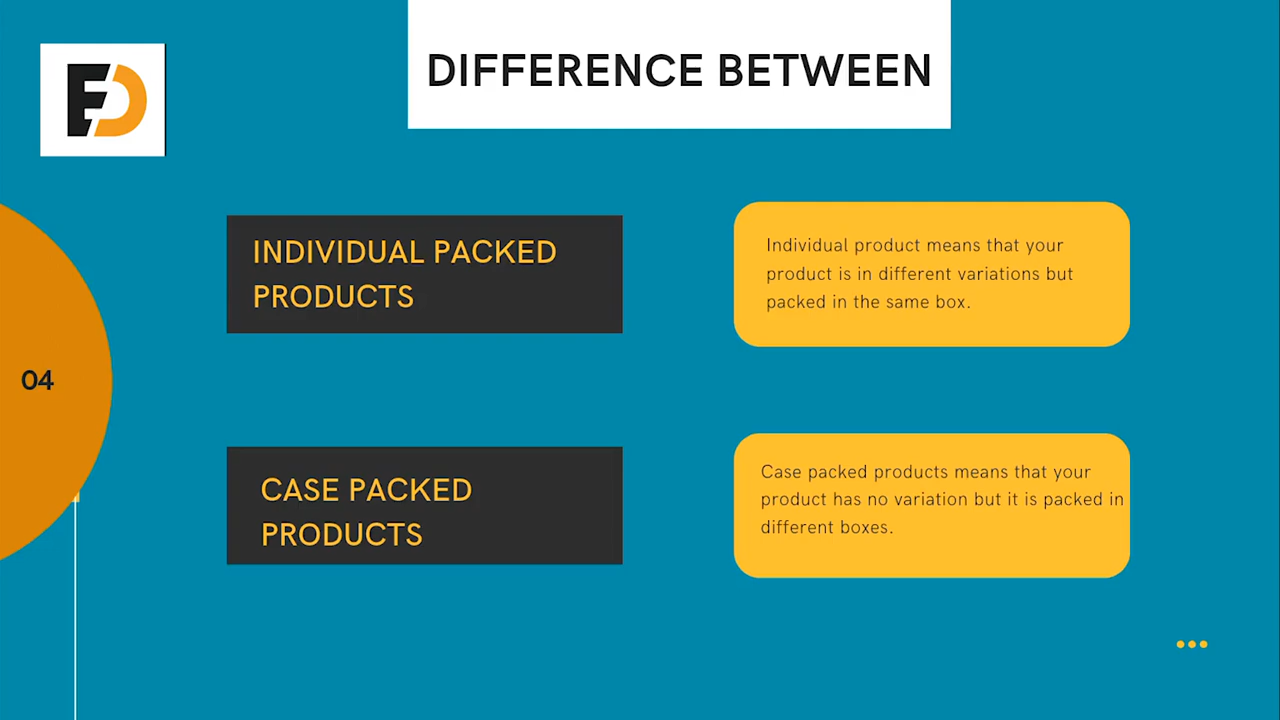 DIFFERENCE BETWEEN
ED
INDIVIDUAL PACKED
PRODUCTS
Individual product means that your
product is in different variations but
packed in the same box.
04
CASE PACKED
PRODUCTS
Case packed products means that your
product has no variation but it is packed in
different boxes.